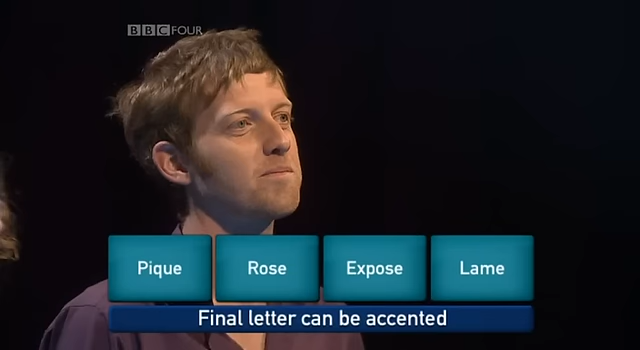 BBC FOUR
Pique
Rose
Expose
Lame
Final letter can be accented